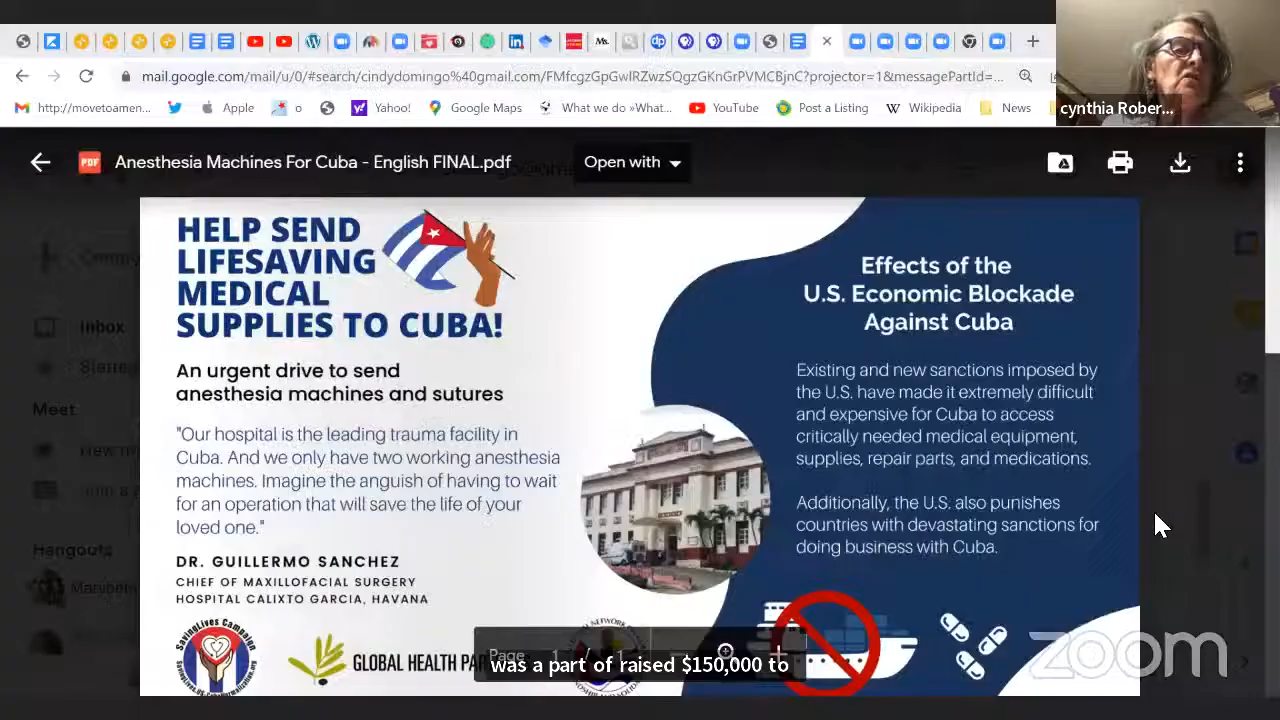 mail.google.com/mail/u/0/#search/cindydomingo%40gmail.com/FMfcgzGpGwlRZwzSQgzGKnGrPVMCBjnC?projector=1&messagePartId=...
http://movetoamen...
Apple
o
Yahoo!
Google Maps
What we do »What...
YouTube
Post a Listing
Wikipedia
News
cynthia Rober...
PDF
Anesthesia Machines For Cuba - English FINAL.pdf
Open with
HELP SEND
LIFESAVING
MEDICAL
SUPPLIES TO CUBA!
An urgent drive to send
anesthesia machines and sutures
"Our hospital is the leading trauma facility in
Cuba. And we only have two working anesthesia
machines. Imagine the anguish of having to wait
for an operation that will save the life of your
loved one."
DR. GUILLERMO SANCHEZ
CHIEF OF MAXILLOFACIAL SURGERY
HOSPITAL CALIXTO GARCIA, HAVANA
Effects of the
U.S. Economic Blockade
Against Cuba
Existing and new sanctions imposed by
the U.S. have made it extremely difficult
and expensive for Cuba to access
critically needed medical equipment,
supplies, repair parts, and medications.
Additionally, the U.S. also punishes
countries with devastating sanctions for
doing business with Cuba.
Inbox
Starred
Meet
Hangouts
SavingLives Campaign
GLOBAL HEALTH
Page 1 / 1
was a part of raised $150,000 to
zoom